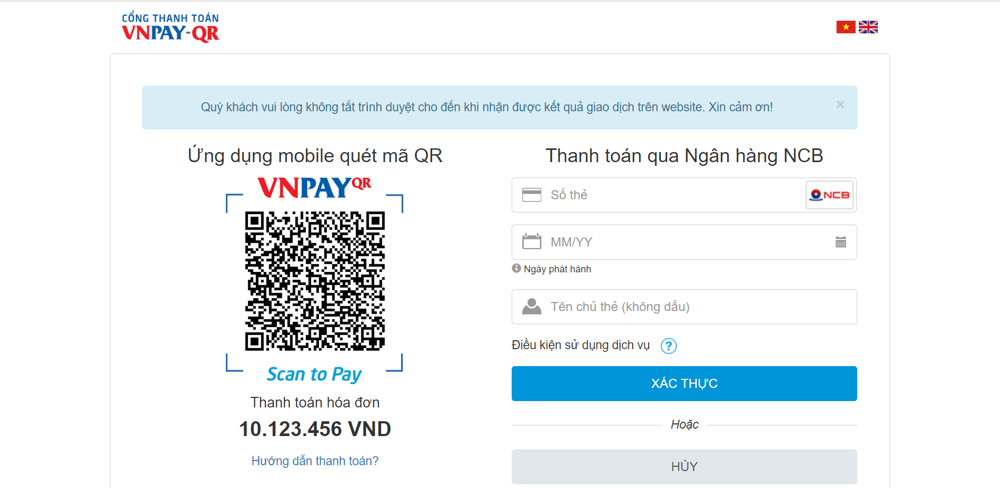 CỔNG THANH TOÁN
VNPAY-QR
Quý khách vui lòng không tắt trình duyệt cho đến khi nhận được kết quả giao dịch trên website. Xin cảm ơn!
×
Ứng dụng mobile quét mã QR
VNPAYQR
Scan to Pay
Thanh toán hóa đơn
10.123.456 VND
Hướng dẫn thanh toán?
Thanh toán qua Ngân hàng NCB
Số thẻ
NCB
MM/YY
Ngày phát hành
Tên chủ thẻ (không dấu)
Điều kiện sử dụng dịch vụ ?
XÁC THỰC
Hoặc
HỦY